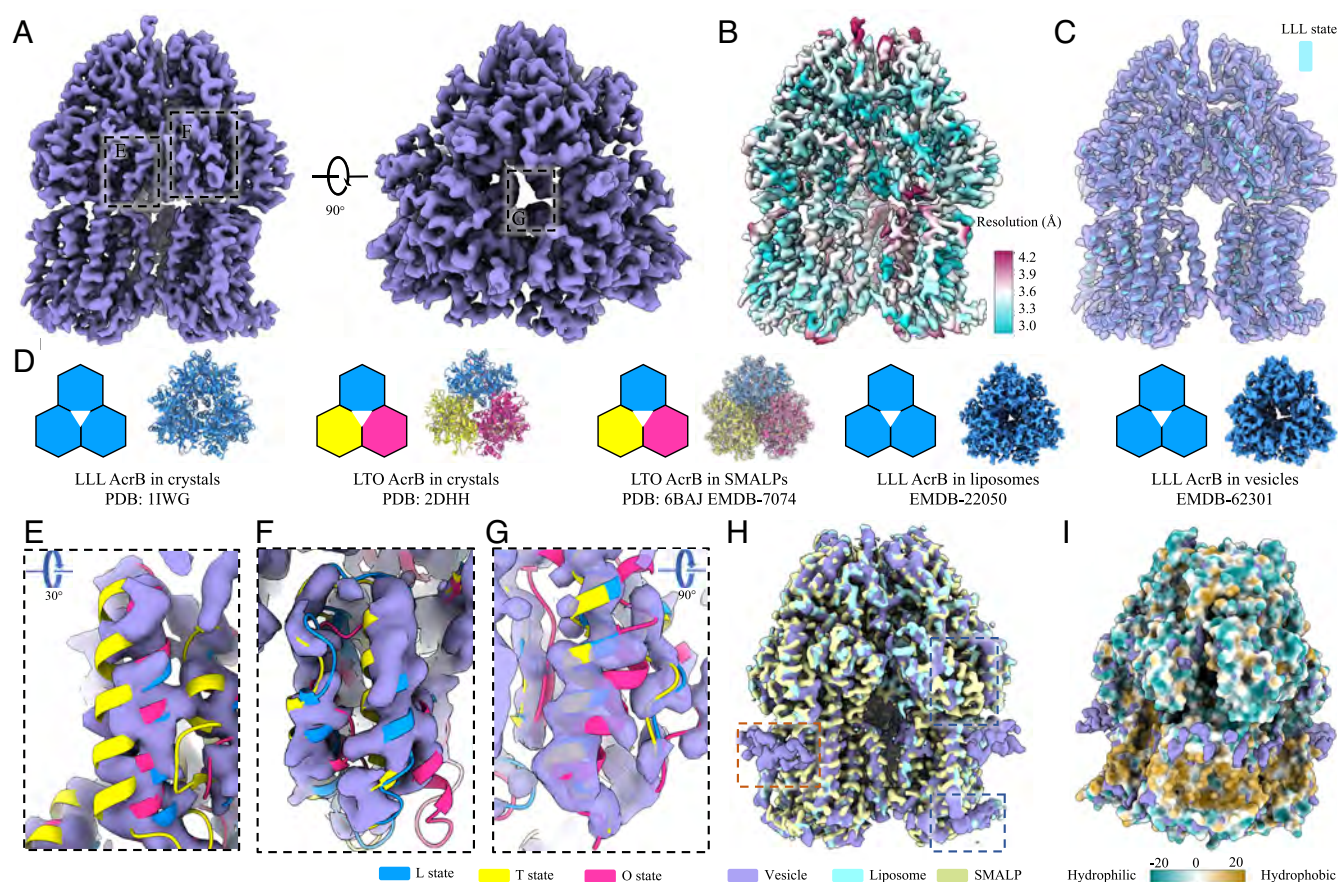 A
B
C
LLL state
E
F
90°
G
Resolution (Å)
4.2
3.9
3.6
3.3
3.0
D
LLL AcrB in crystals
PDB: 1IWG
LTO AcrB in crystals
PDB: 2DHH
LTO AcrB in SMALPs
PDB: 6BAJ EMDB-7074
LLL AcrB in liposomes
EMDB-22050
LLL AcrB in vesicles
EMDB-62301
E
30°
F
G
90°
H
I
L state
T state
O state
Vesicle
Liposome
SMALP
Hydrophilic
-20
0
20
Hydrophobic